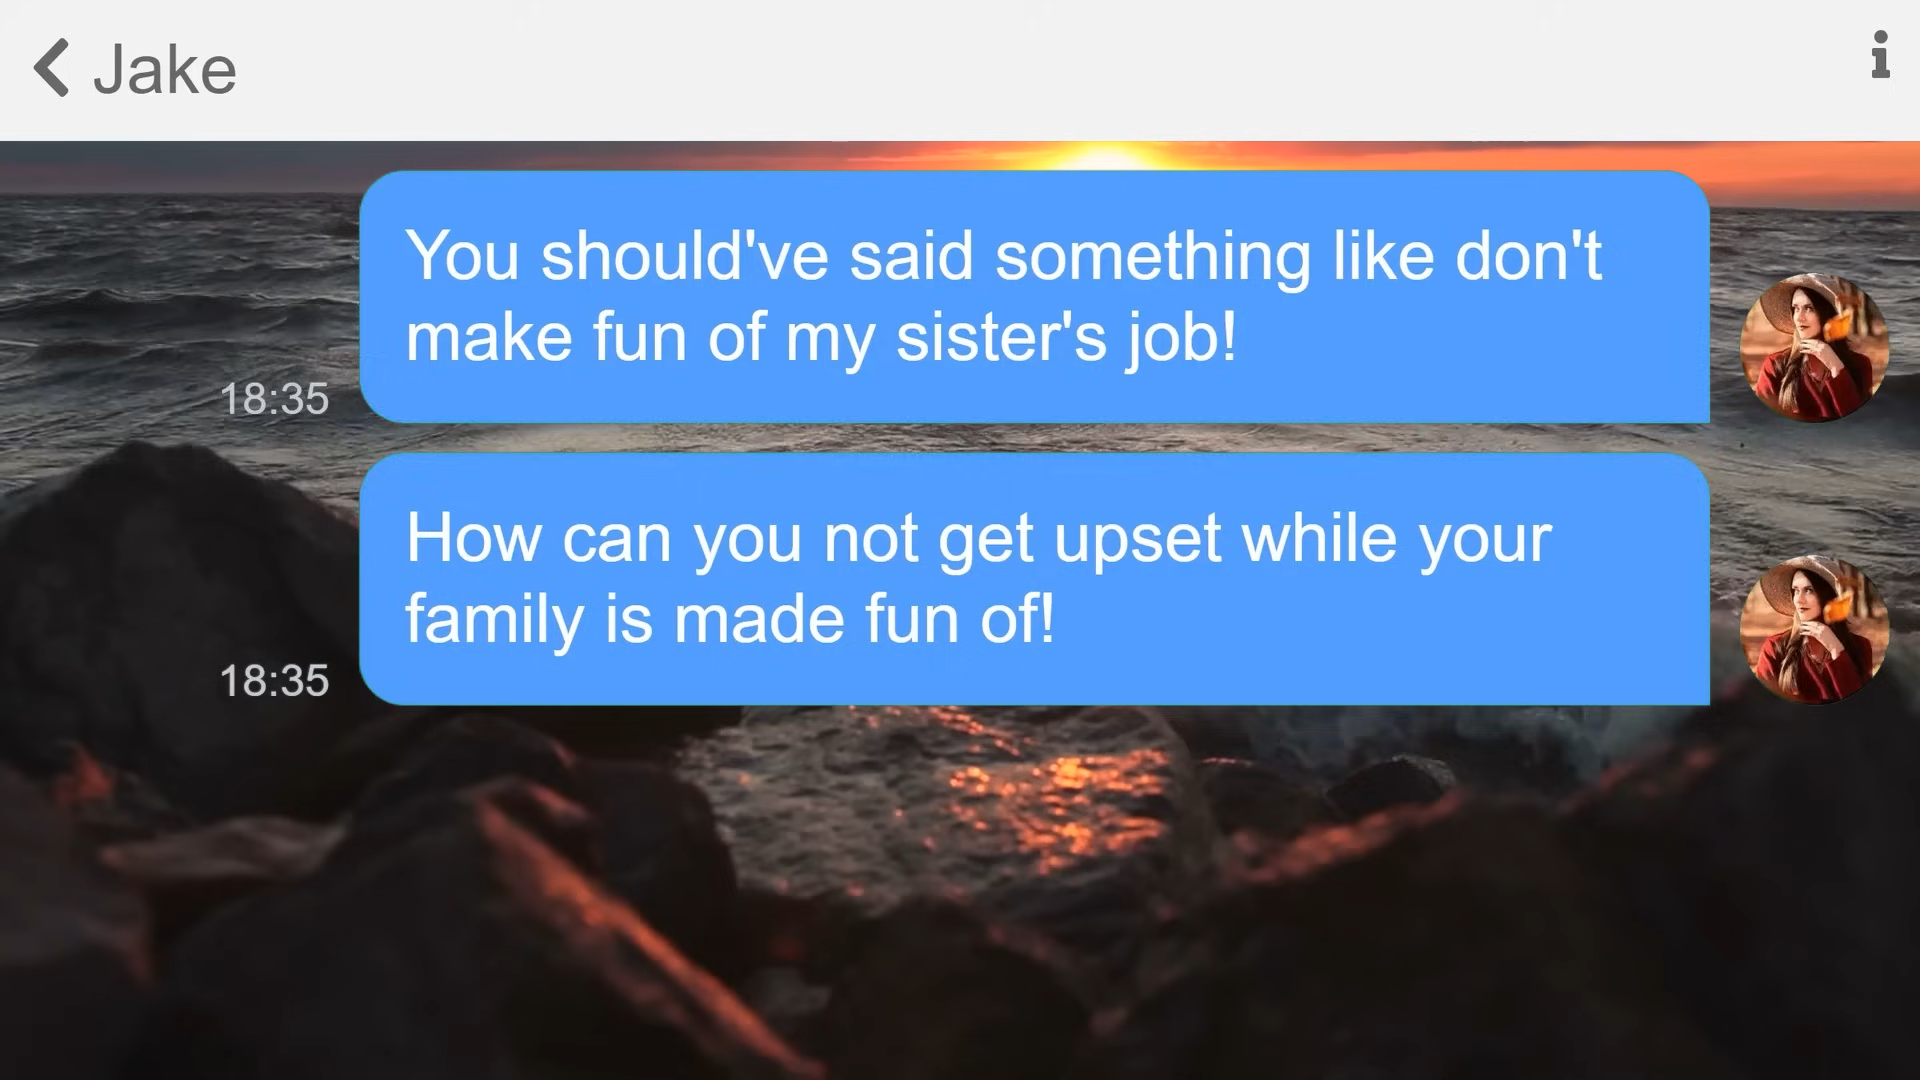 Jake
You should've said something like don't
make fun of my sister's job!
18:35
How can you not get upset while your
family is made fun of!
18:35